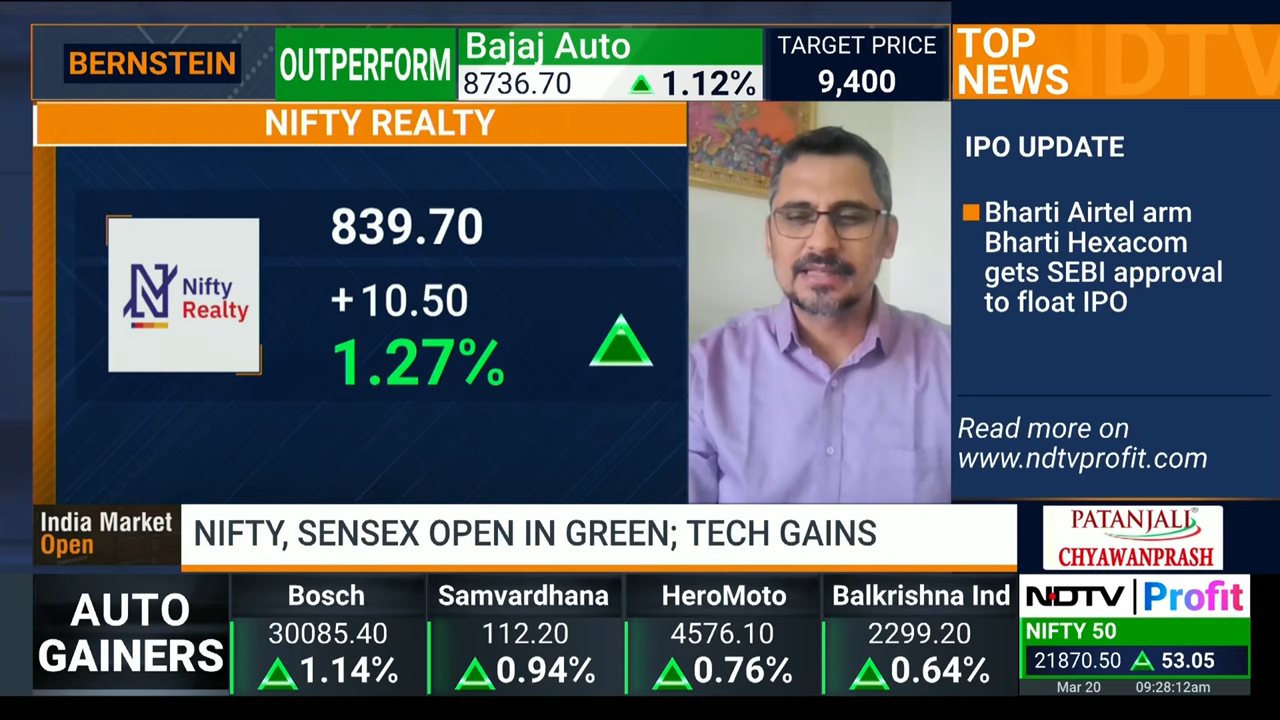 BERNSTEIN
OUTPERFORM
Bajaj Auto
8736.70 ▲ 1.12%
TARGET PRICE
9,400
TOP
NEWS
NDTV
NIFTY REALTY
Nifty
Realty
839.70
+10.50
1.27%
IPO UPDATE
Bharti Airtel arm
Bharti Hexacom
gets SEBI approval
to float IPO
Read more on
www.ndtvprofit.com
India Market
Open
NIFTY, SENSEX OPEN IN GREEN; TECH GAINS
PATANJALI®
CHYAWANPRASH
AUTO
GAINERS
Bosch
30085.40
▲1.14%
Samvardhana
112.20
▲0.94%
HeroMoto
4576.10
▲0.76%
Balkrishna Ind
2299.20
▲0.64%
NDTV Profit
NIFTY 50
21870.50 ▲ 53.05
Mar 20 09:28:12am